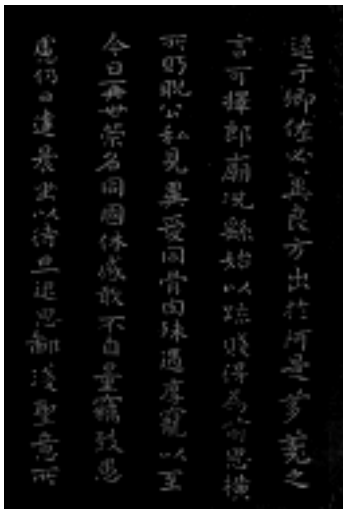 遠于卿佐必冀良方出於阿是芻蕘之
言可擇郎廟況繇始以疏賤得為前恩橫
所眄睨公私見異愛同骨肉殊遇厚寵以至
今日再世榮名同國休慼敢不自量竊致愚
慮仍日達晨坐以待旦退思鄙淺聖意所